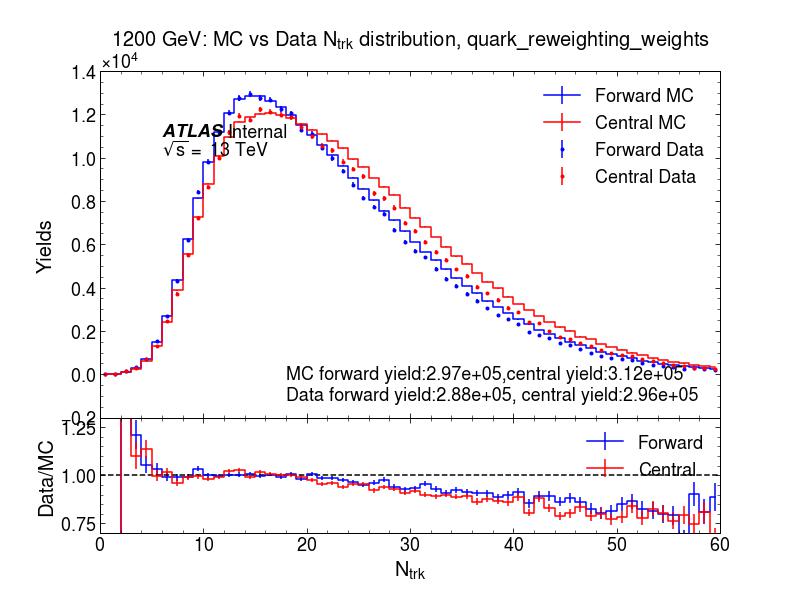 1200 GeV: MC vs Data Ntrk distribution, quark_reweighting_weights
×10⁴
1.4
1.2
1.0
0.8
0.6
0.4
0.2
0.0
0.2
Yields
ATLAS Internal
√s = 13 TeV
Forward MC
Central MC
Forward Data
Central Data
MC forward yield:2.97e+05,central yield:3.12e+05
Data forward yield:2.88e+05, central yield:2.96e+05
1.25
1.00
0.75
Data/MC
Forward
Central
0 10 20 30 40 50 60
Ntrk